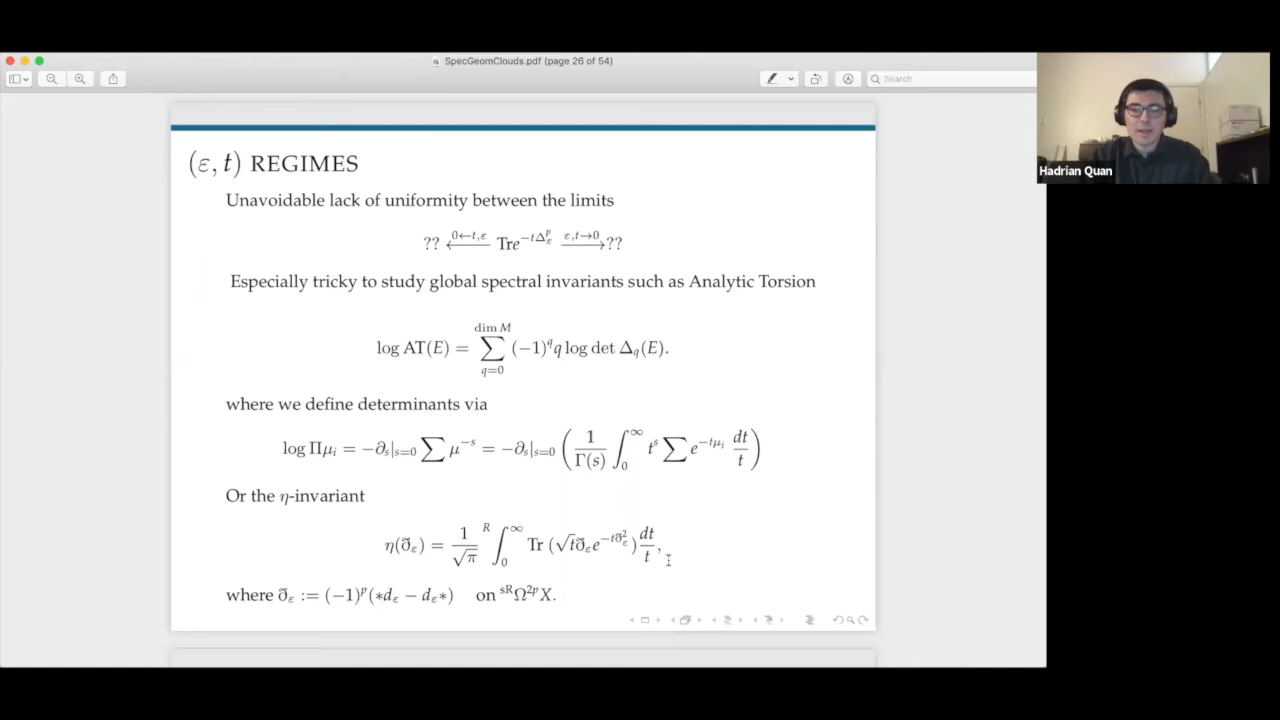 SpecGeomClouds.pdf (page 26 of 54)
Search
Hadrian Quan
(ε, t) REGIMES
Unavoidable lack of uniformity between the limits
?? ←^{0←t,ε} Tre^{−tΔ^p_ε} →^{ε,t→0} ??
Especially tricky to study global spectral invariants such as Analytic Torsion
log AT(E) = ∑_{q=0}^{dim M} (−1)^q q log det Δ_q(E).
where we define determinants via
log Πμ_i = −∂_s|_{s=0} ∑ μ^{−s} = −∂_s|_{s=0} ( 1/Γ(s) ∫_0^∞ t^s ∑ e^{−tμ_i} dt/t )
Or the η-invariant
η(ð_ε) = 1/√π ^R∫_0^∞ Tr (√t ð_ε e^{−tð_ε^2}) dt/t,
where ð_ε := (−1)^p(∗d_ε − d_ε∗) on ^{sR}Ω^{2p}X.